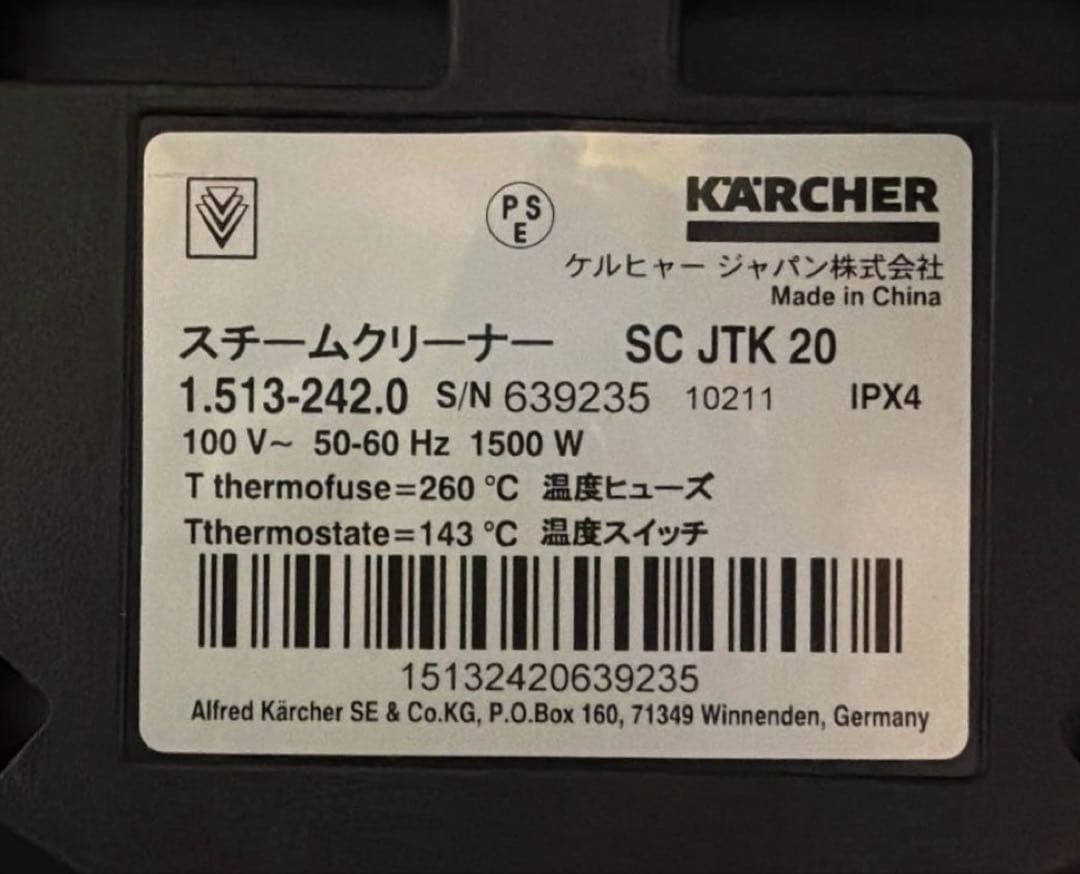 PSE
KÄRCHER
ケルヒャー ジャパン株式会社
Made in China
スチームクリーナー SC JTK 20
1.513-242.0 S/N 639235 10211 IPX4
100 V~ 50-60 Hz 1500 W
T thermofuse=260 °C 温度ヒューズ
Tthermostate=143 °C 温度スイッチ
15132420639235
Alfred Kärcher SE & Co.KG, P.O.Box 160, 71349 Winnenden, Germany